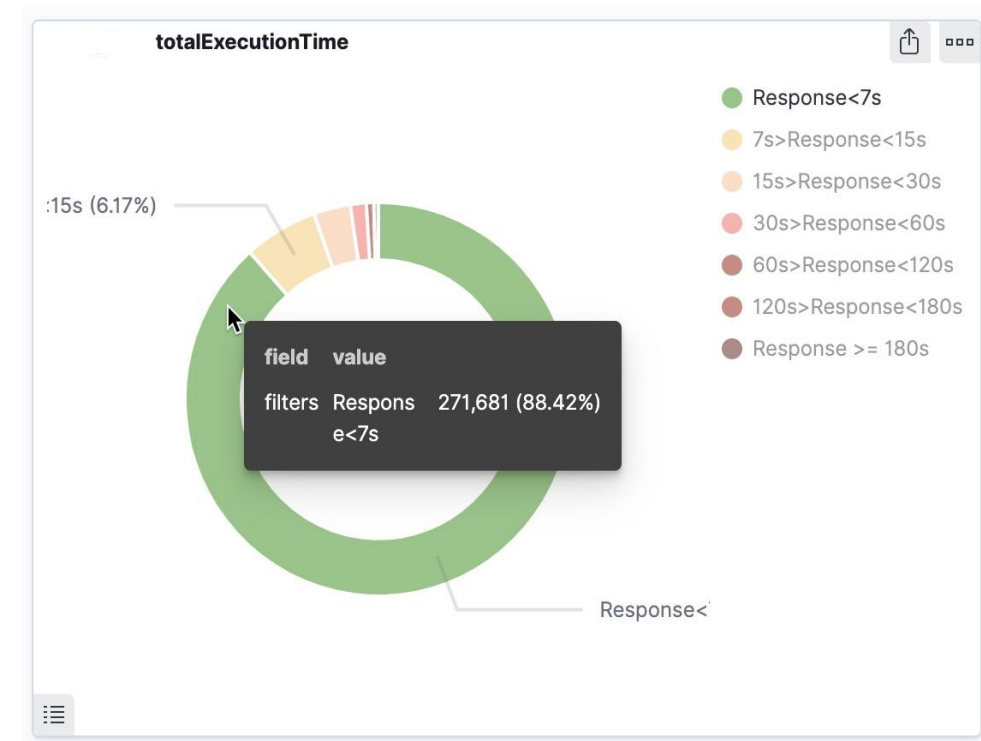 totalExecutionTime
Response<7s
7s>Response<15s
15s>Response<30s
30s>Response<60s
60s>Response<120s
120s>Response<180s
Response >= 180s
:15s (6.17%)
field value
filters Respons 271,681 (88.42%)
e<7s
Response<